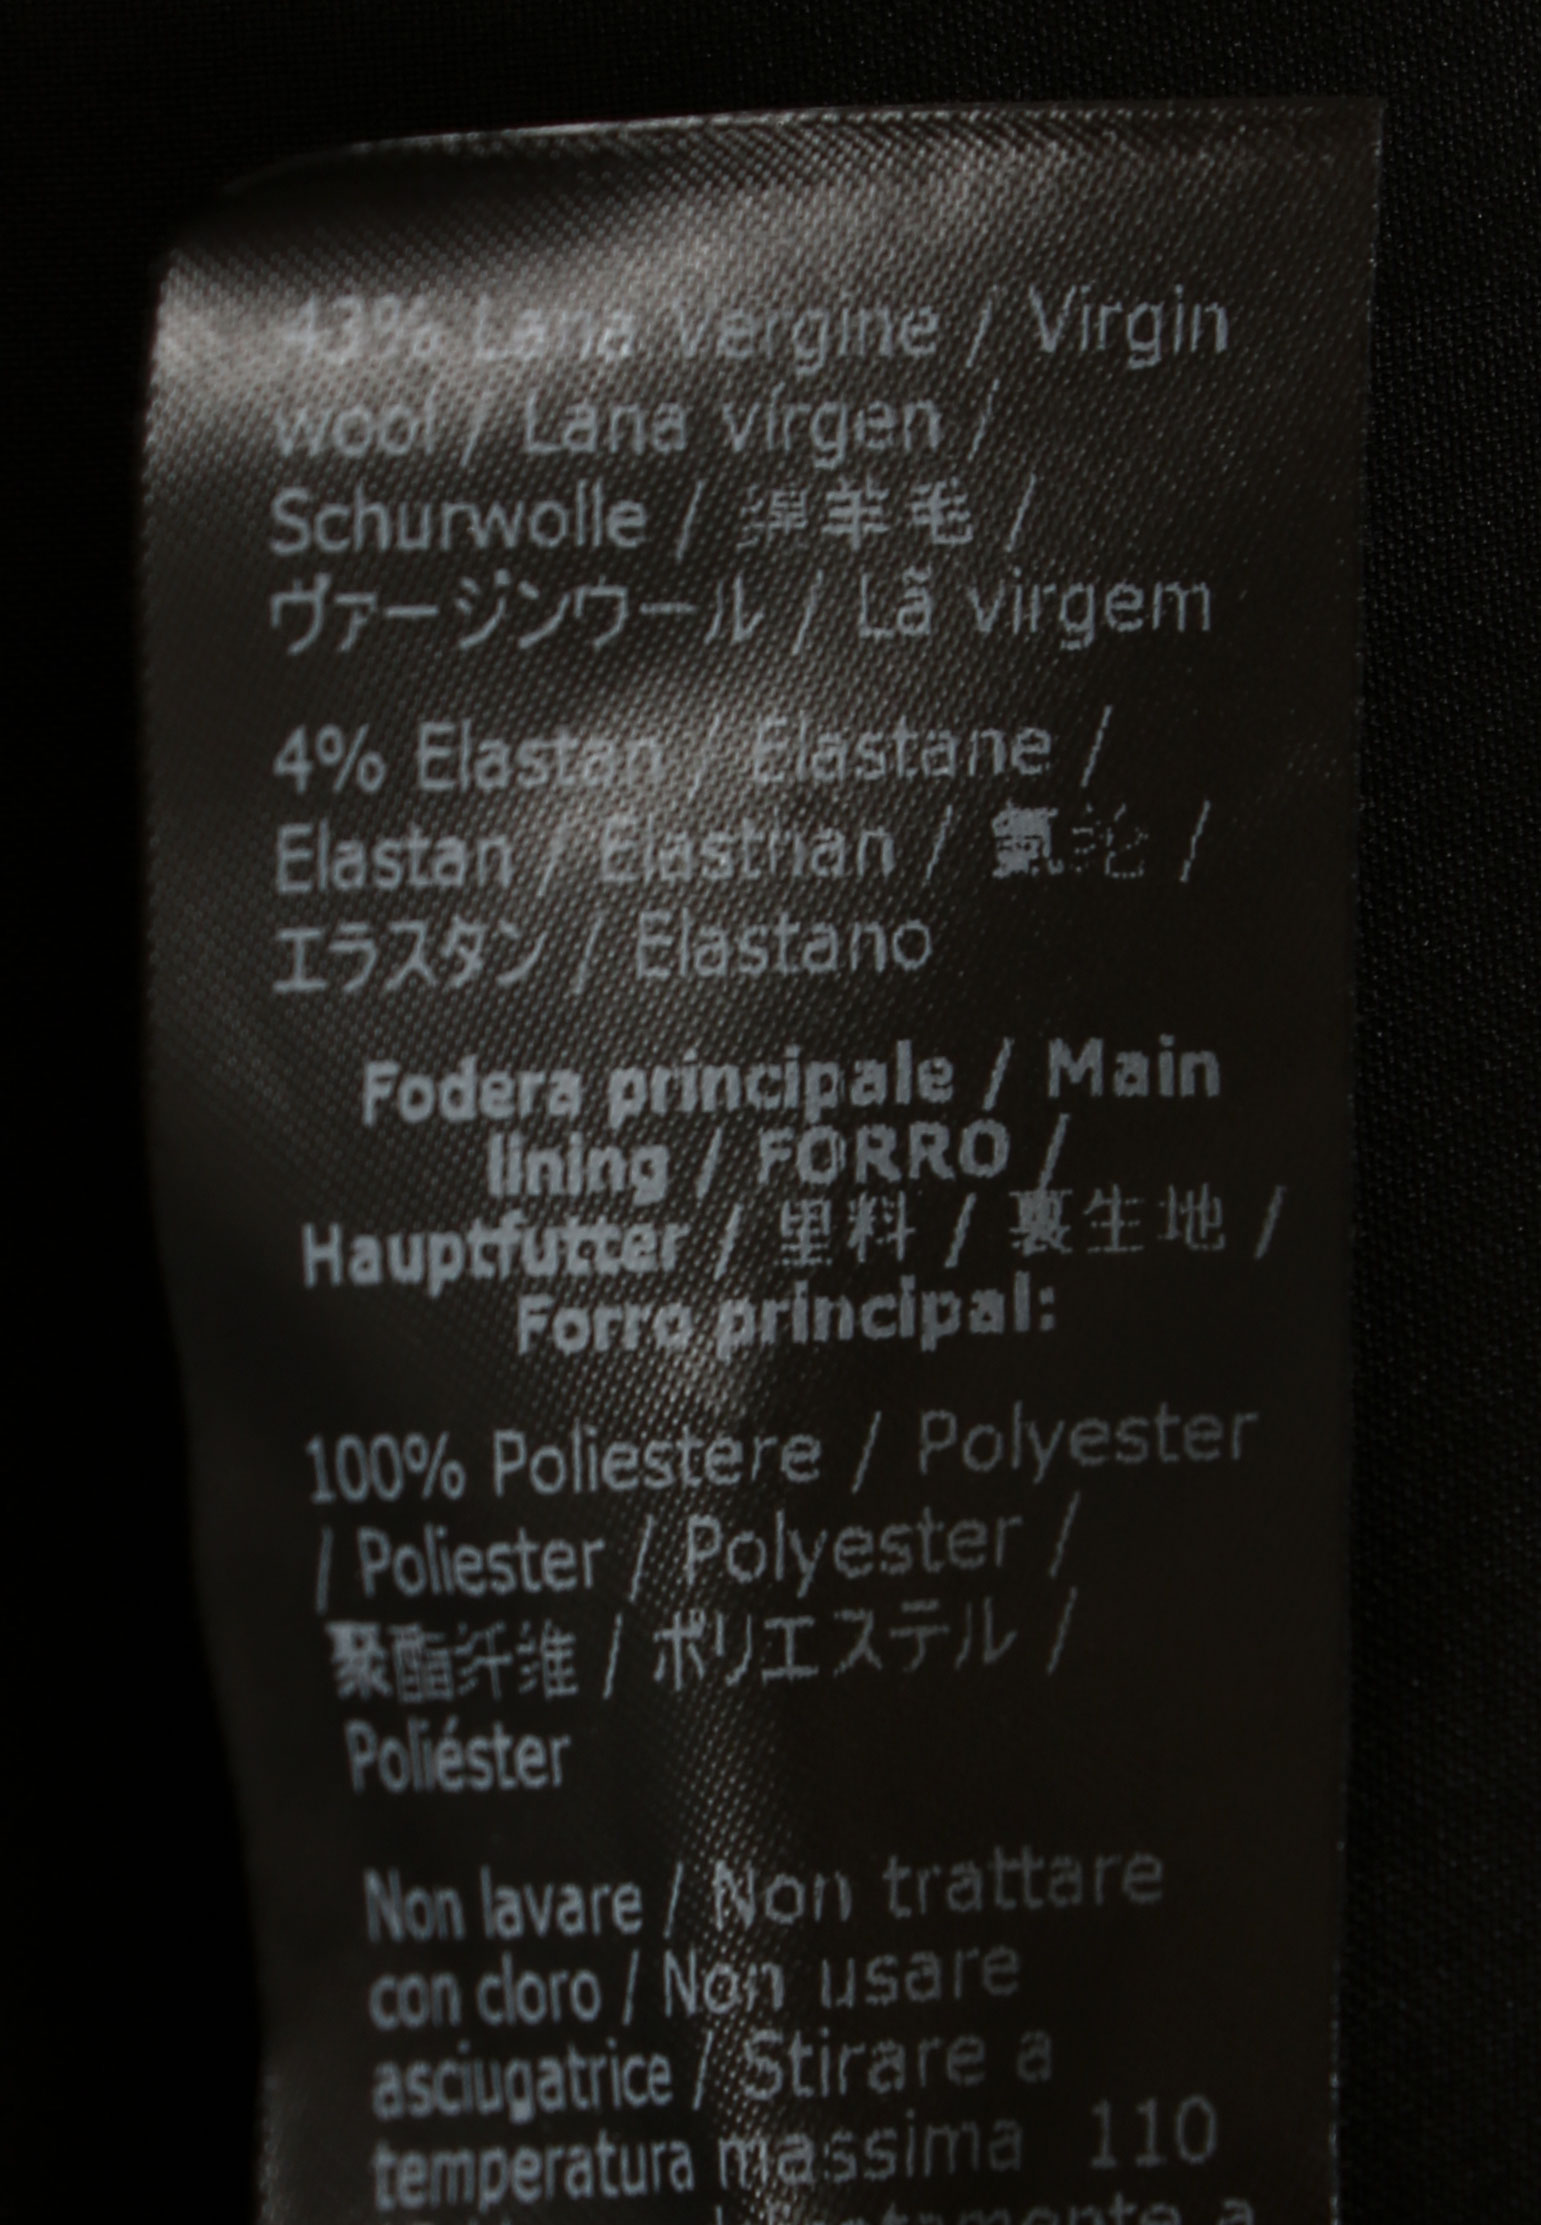 43% Lana Vergine / Virgin
wool / Lana vírgen /
Schurwolle / 绵羊毛 /
ヴァージンウール / Lã virgem
4% Elastan / Elastane /
Elastan / Elasthan / 氨纶 /
エラスタン / Elastano
Fodera principale / Main
lining / FORRO /
Hauptfutter / 里料 / 裏生地 /
Forro principal:
100% Poliestere / Polyester
/ Poliester / Polyester /
聚酯纤维 / ポリエステル /
Poliéster
Non lavare / Non trattare
con cloro / Non usare
asciugatrice / Stirare a
temperatura massima 110